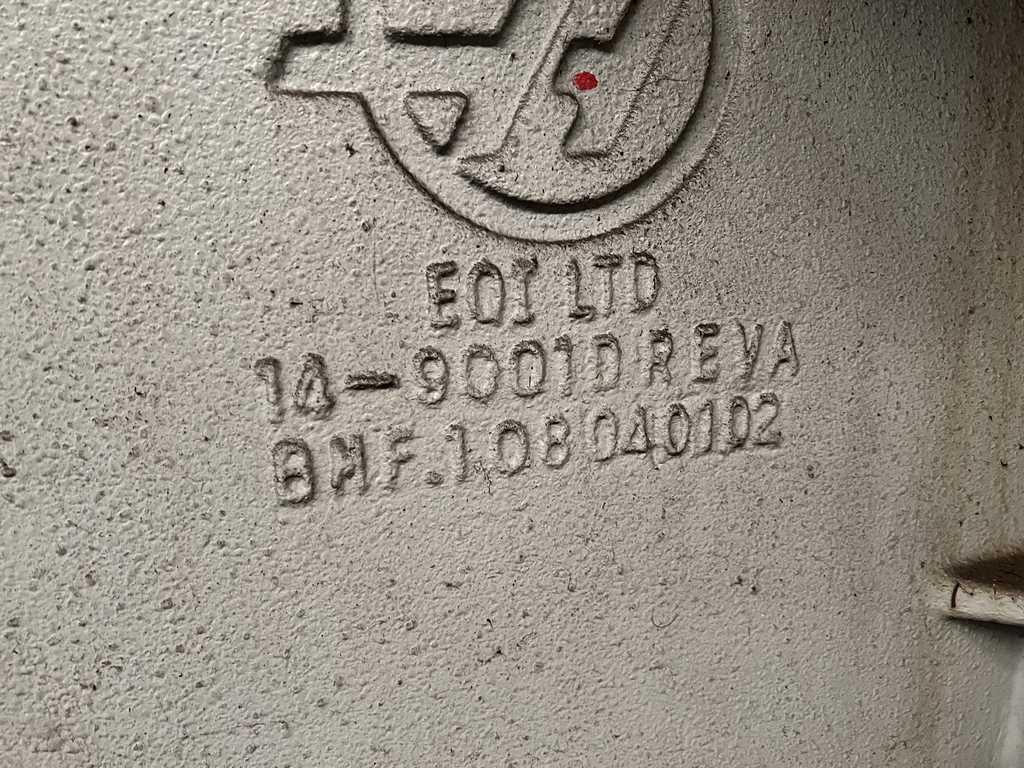 EOI LTD
14-9001D REVA
BMF.108040102